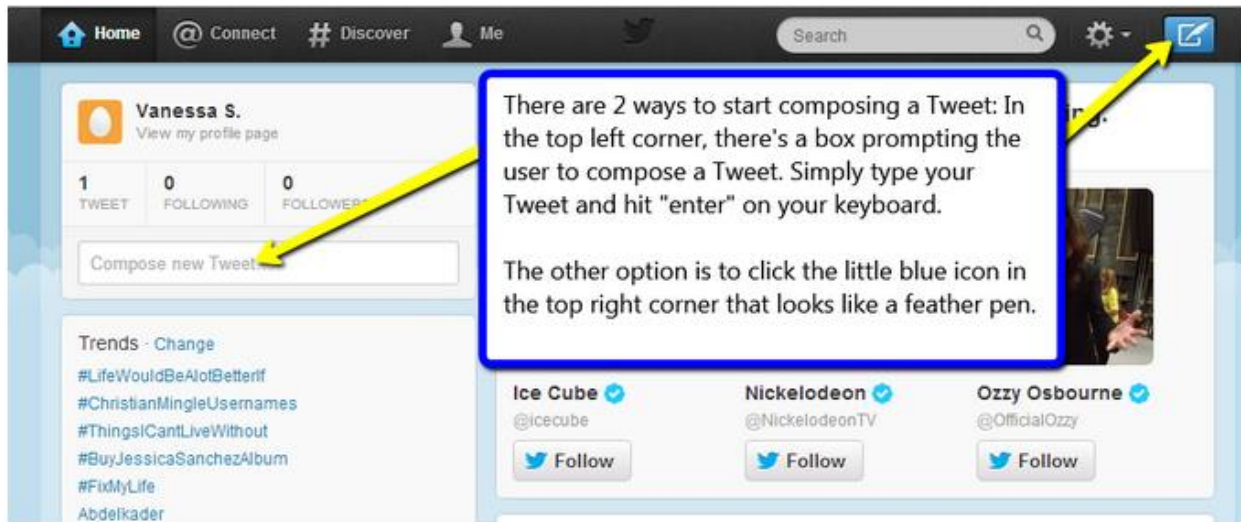 Home @ Connect # Discover Me Search
Vanessa S.
View my profile page
1 0 0
TWEET FOLLOWING FOLLOWERS
Compose new Tweet
There are 2 ways to start composing a Tweet: In
the top left corner, there's a box prompting the
user to compose a Tweet. Simply type your
Tweet and hit "enter" on your keyboard.
The other option is to click the little blue icon in
the top right corner that looks like a feather pen.
Trends · Change
#LifeWouldBeAlotBetterIf
#ChristianMingleUsernames
#ThingsICantLiveWithout
#BuyJessicaSanchezAlbum
#FixMyLife
Abdelkader
Ice Cube Nickelodeon Ozzy Osbourne
@icecube @NickelodeonTV @OfficialOzzy
Follow Follow Follow